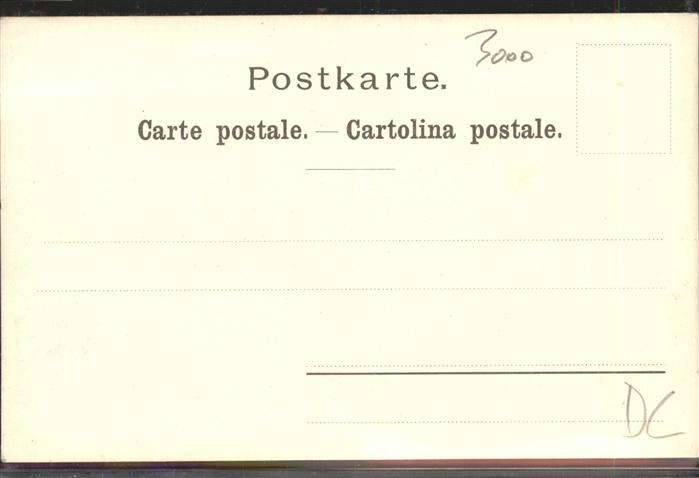 3000
Postkarte.
Carte postale. — Cartolina postale.
DC